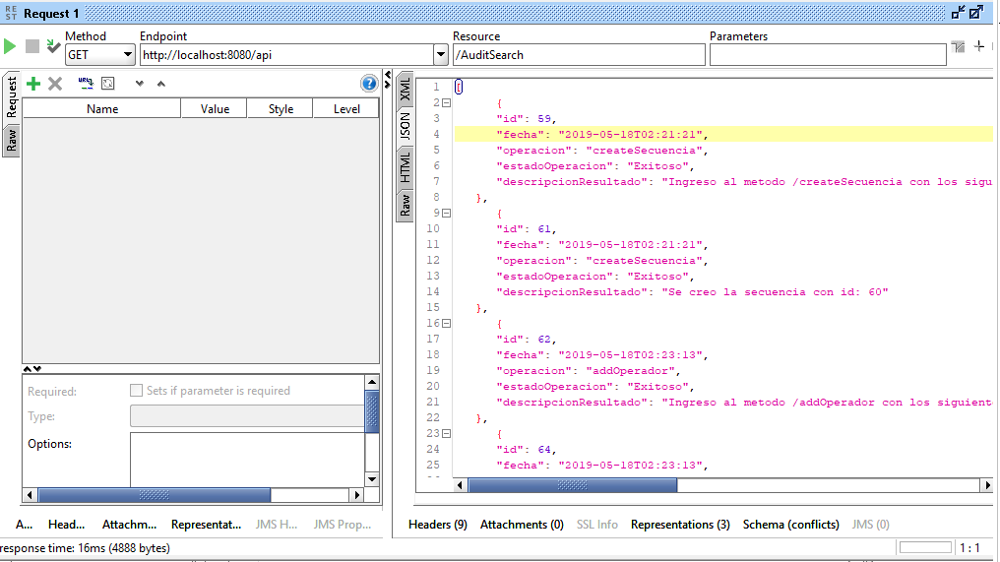 RE
ST
Request 1
Method
Endpoint
Resource
Parameters
GET
http://localhost:8080/api
/AuditSearch
Request
Raw
URL
?
Name Value Style Level
Required:
Sets if parameter is required
Type:
Options:
A... Head... Attachm... Representat... JMS H... JMS Prop...
XML
JSON
HTML
Raw
1 [
2 {
3 "id": 59,
4 "fecha": "2019-05-18T02:21:21",
5 "operacion": "createSecuencia",
6 "estadoOperacion": "Exitoso",
7 "descripcionResultado": "Ingreso al metodo /createSecuencia con los sigu
8 },
9 {
10 "id": 61,
11 "fecha": "2019-05-18T02:21:21",
12 "operacion": "createSecuencia",
13 "estadoOperacion": "Exitoso",
14 "descripcionResultado": "Se creo la secuencia con id: 60"
15 },
16 {
17 "id": 62,
18 "fecha": "2019-05-18T02:23:13",
19 "operacion": "addOperador",
20 "estadoOperacion": "Exitoso",
21 "descripcionResultado": "Ingreso al metodo /addOperador con los siguient
22 },
23 {
24 "id": 64,
25 "fecha": "2019-05-18T02:23:13",
Headers (9) Attachments (0) SSL Info Representations (3) Schema (conflicts) JMS (0)
response time: 16ms (4888 bytes)
1 : 1